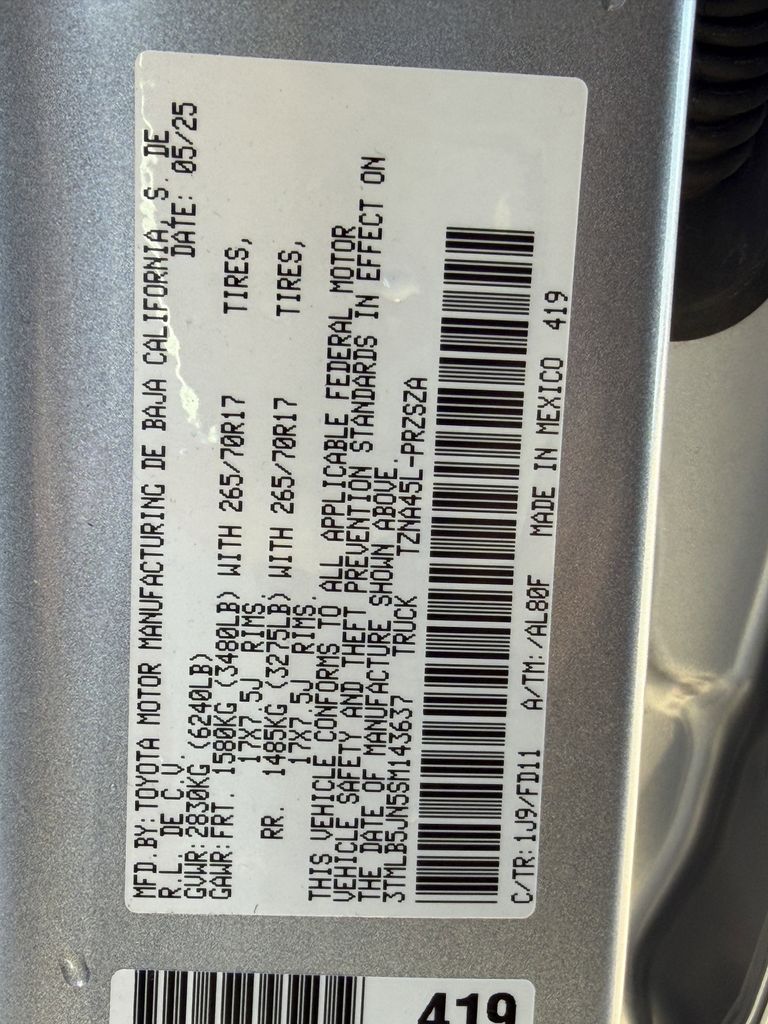 MFD. BY: TOYOTA MOTOR MANUFACTURING DE BAJA CALIFORNIA, S. DE
R.L. DE C.V. DATE: 05/25
GVWR: 2830KG (6240LB)
GAWR: FRT. 1580KG (3480LB) WITH 265/70R17 TIRES,
17X7.5J RIMS.
RR. 1485KG (3275LB) WITH 265/70R17 TIRES,
17X7.5J RIMS.
THIS VEHICLE CONFORMS TO ALL APPLICABLE FEDERAL MOTOR
VEHICLE SAFETY AND THEFT PREVENTION STANDARDS IN EFFECT ON
THE DATE OF MANUFACTURE SHOWN ABOVE.
3TMLB5JN5SM143637 TRUCK TZNA45L-PRZSZA
C/TR: 1J9/FD11 A/TM: /AL80F MADE IN MEXICO 419
419